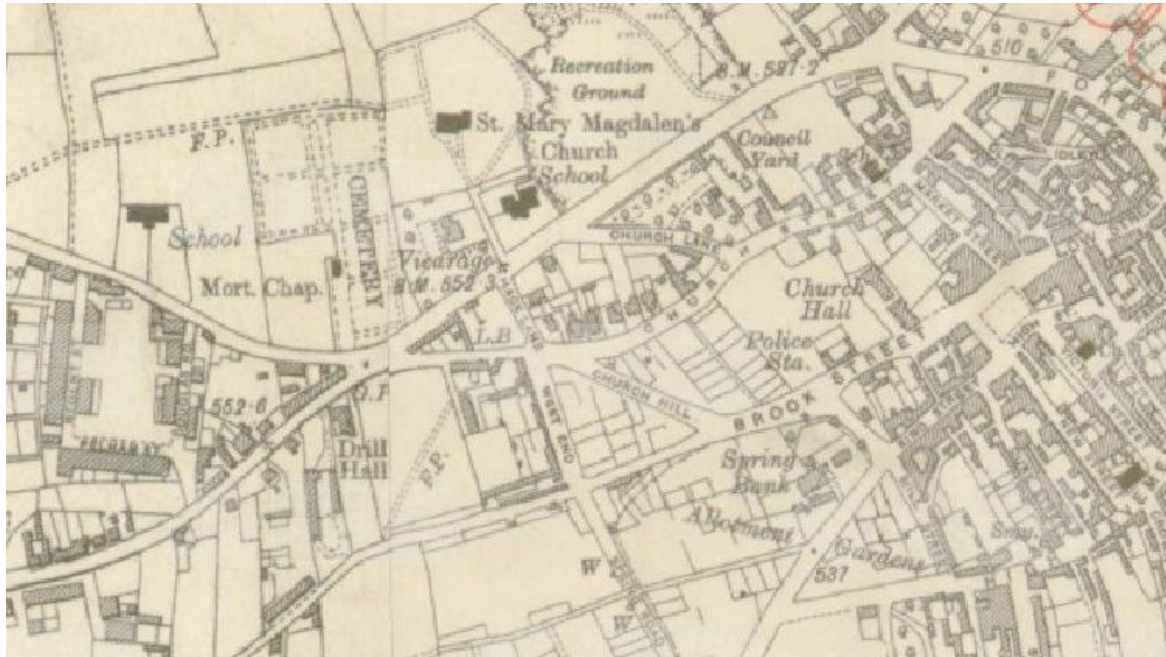 510
B.M. 527·2
Recreation
Ground
F.P.
St. Mary Magdalen's
Church
School
Council
Yard
CEMETERY
School
CHURCH LANE
Vicarage
B.M. 552·3
Mort. Chap.
CHURCH
Church
Hall
L.B
Police
Sta.
STREET
CHURCH HILL
BROOK
WEST END
552·6
G.P
Drill
Hall
F.P.
Spring
Bank
Allotment
Gardens
537
W
W